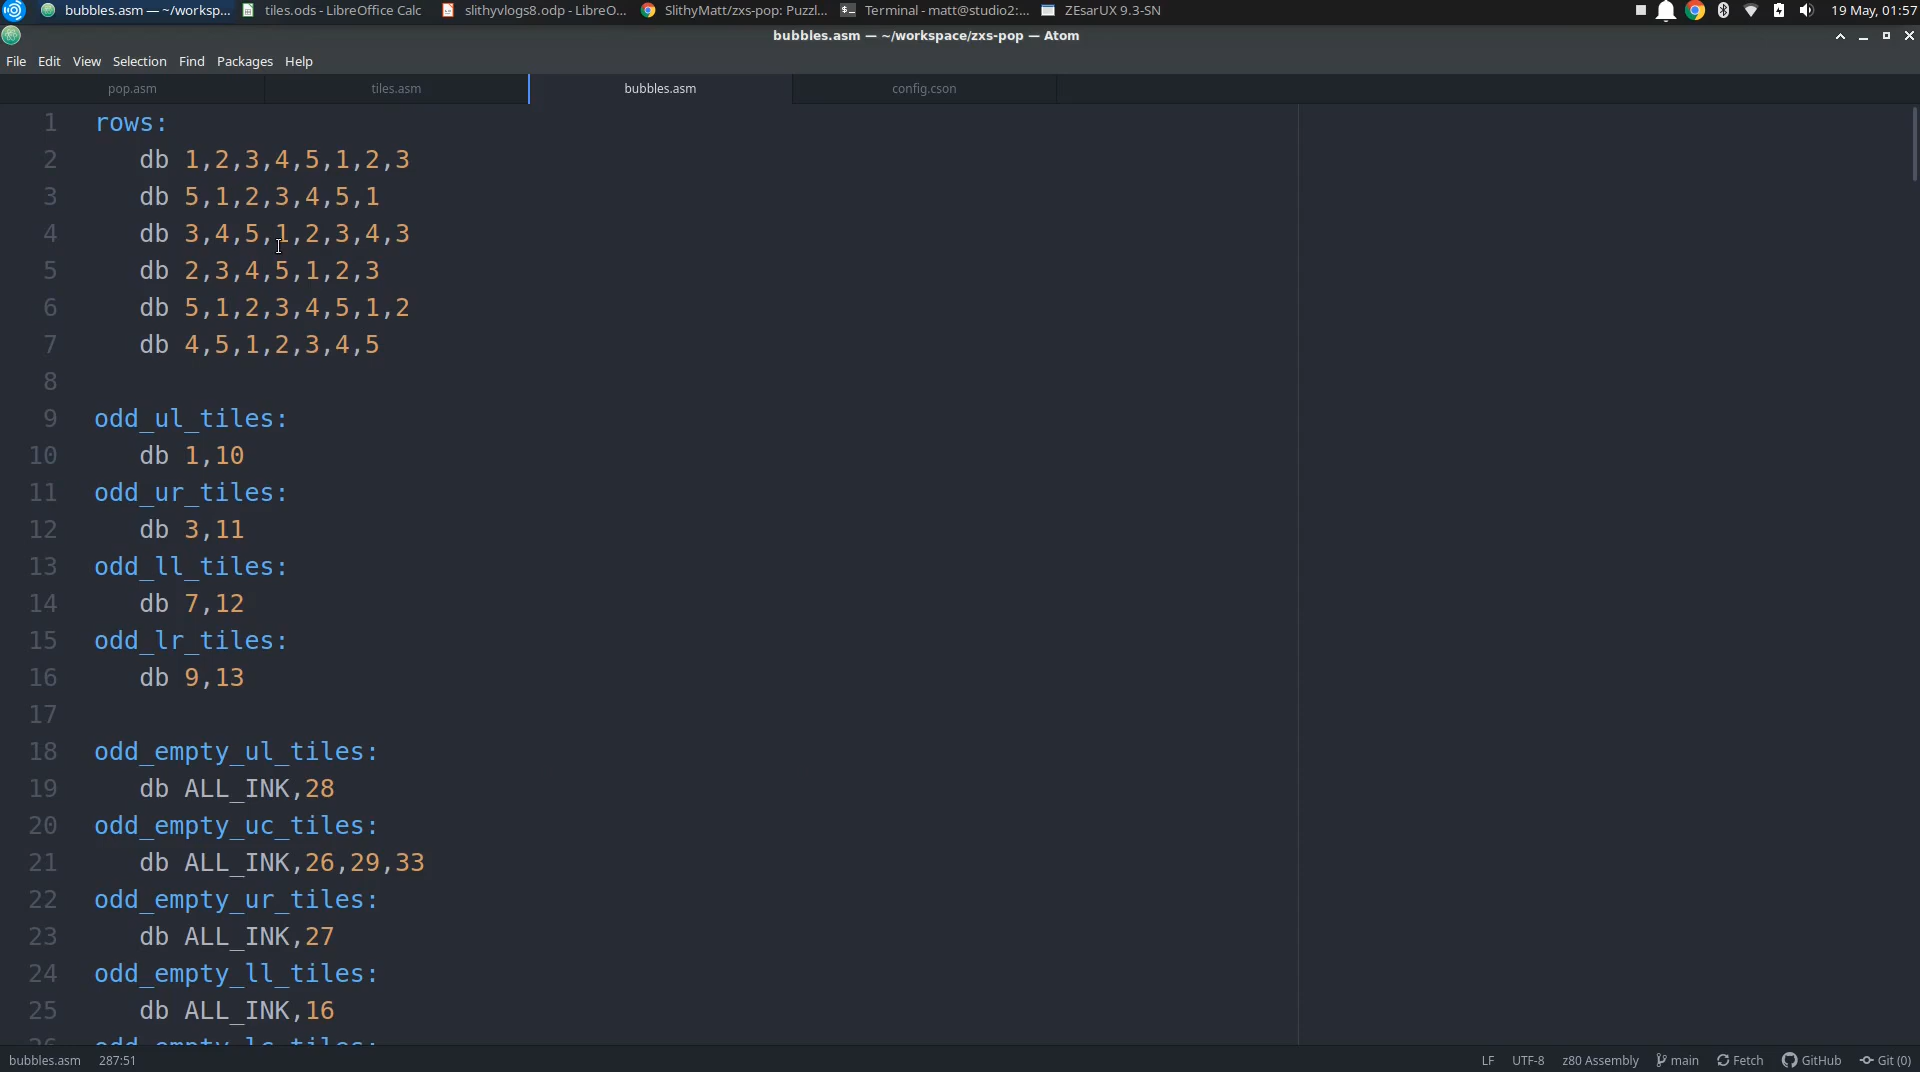 bubbles.asm — ~/worksp... tiles.ods - LibreOffice Calc slithyvlogs8.odp - LibreO... SlithyMatt/zxs-pop: Puzzl... Terminal - matt@studio2:... ZEsarUX 9.3-SN 19 May, 01:57
bubbles.asm — ~/workspace/zxs-pop — Atom
File Edit View Selection Find Packages Help
pop.asm tiles.asm bubbles.asm config.cson
1 rows:
2 db 1,2,3,4,5,1,2,3
3 db 5,1,2,3,4,5,1
4 db 3,4,5,1,2,3,4,3
5 db 2,3,4,5,1,2,3
6 db 5,1,2,3,4,5,1,2
7 db 4,5,1,2,3,4,5
8
9 odd_ul_tiles:
10 db 1,10
11 odd_ur_tiles:
12 db 3,11
13 odd_ll_tiles:
14 db 7,12
15 odd_lr_tiles:
16 db 9,13
17
18 odd_empty_ul_tiles:
19 db ALL_INK,28
20 odd_empty_uc_tiles:
21 db ALL_INK,26,29,33
22 odd_empty_ur_tiles:
23 db ALL_INK,27
24 odd_empty_ll_tiles:
25 db ALL_INK,16
26 odd_empty_lc_tiles:
bubbles.asm 287:51 LF UTF-8 z80 Assembly main Fetch GitHub Git (0)